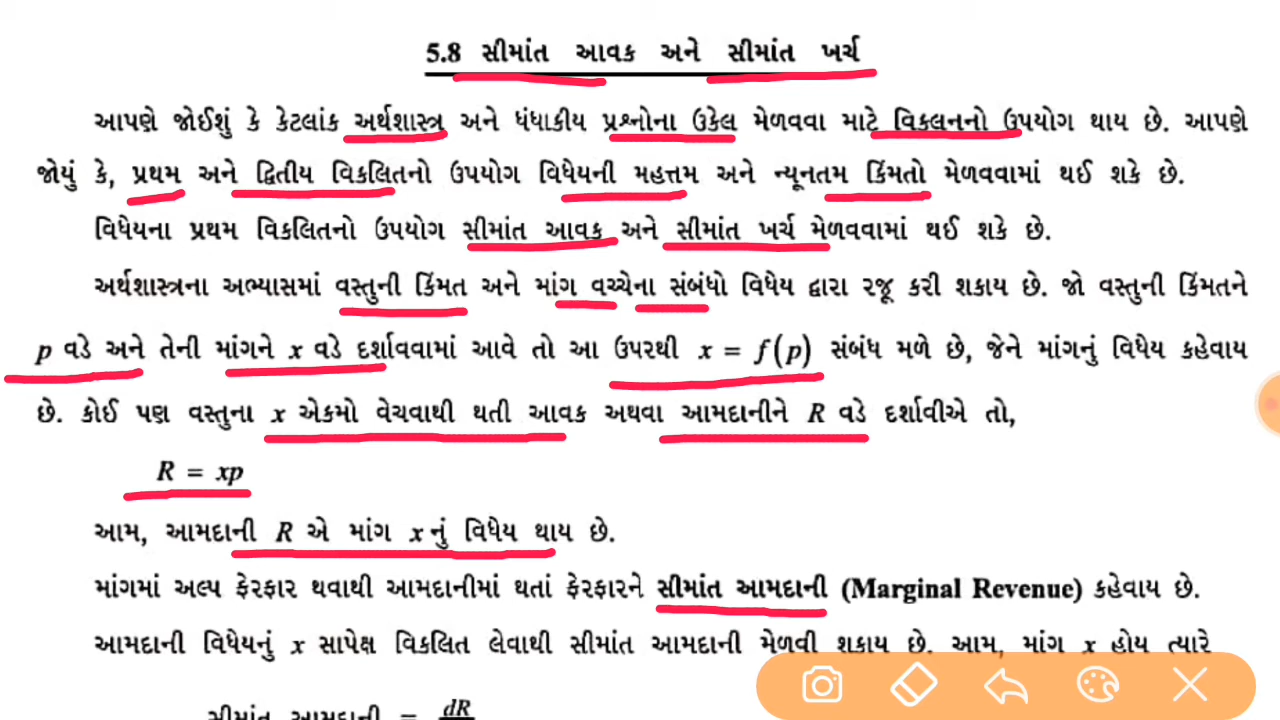 5.8 સીમાંત આવક અને સીમાંત ખર્ચ
આપણે જોઈશું કે કેટલાંક અર્થશાસ્ત્ર અને ધંધાકીય પ્રશ્નોના ઉકેલ મેળવવા માટે વિકલનનો ઉપયોગ થાય છે. આપણે
જોયું કે, પ્રથમ અને દ્વિતીય વિકલિતનો ઉપયોગ વિધેયની મહત્તમ અને ન્યૂનતમ કિંમતો મેળવવામાં થઈ શકે છે.
વિધેયના પ્રથમ વિકલિતનો ઉપયોગ સીમાંત આવક અને સીમાંત ખર્ચ મેળવવામાં થઈ શકે છે.
અર્થશાસ્ત્રના અભ્યાસમાં વસ્તુની કિંમત અને માંગ વચ્ચેના સંબંધો વિધેય દ્વારા રજૂ કરી શકાય છે. જો વસ્તુની કિંમતને
p વડે અને તેની માંગને x વડે દર્શાવવામાં આવે તો આ ઉપરથી x = f(p) સંબંધ મળે છે, જેને માંગનું વિધેય કહેવાય
છે. કોઈ પણ વસ્તુના x એકમો વેચવાથી થતી આવક અથવા આમદાનીને R વડે દર્શાવીએ તો,
R = xp
આમ, આમદાની R એ માંગ x નું વિધેય થાય છે.
માંગમાં અલ્પ ફેરફાર થવાથી આમદાનીમાં થતાં ફેરફારને સીમાંત આમદાની (Marginal Revenue) કહેવાય છે.
આમદાની વિધેયનું x સાપેક્ષ વિકલિત લેવાથી સીમાંત આમદાની મેળવી શકાય છે. આમ, માંગ x હોય ત્યારે
સીમાંત આમદાની = dR